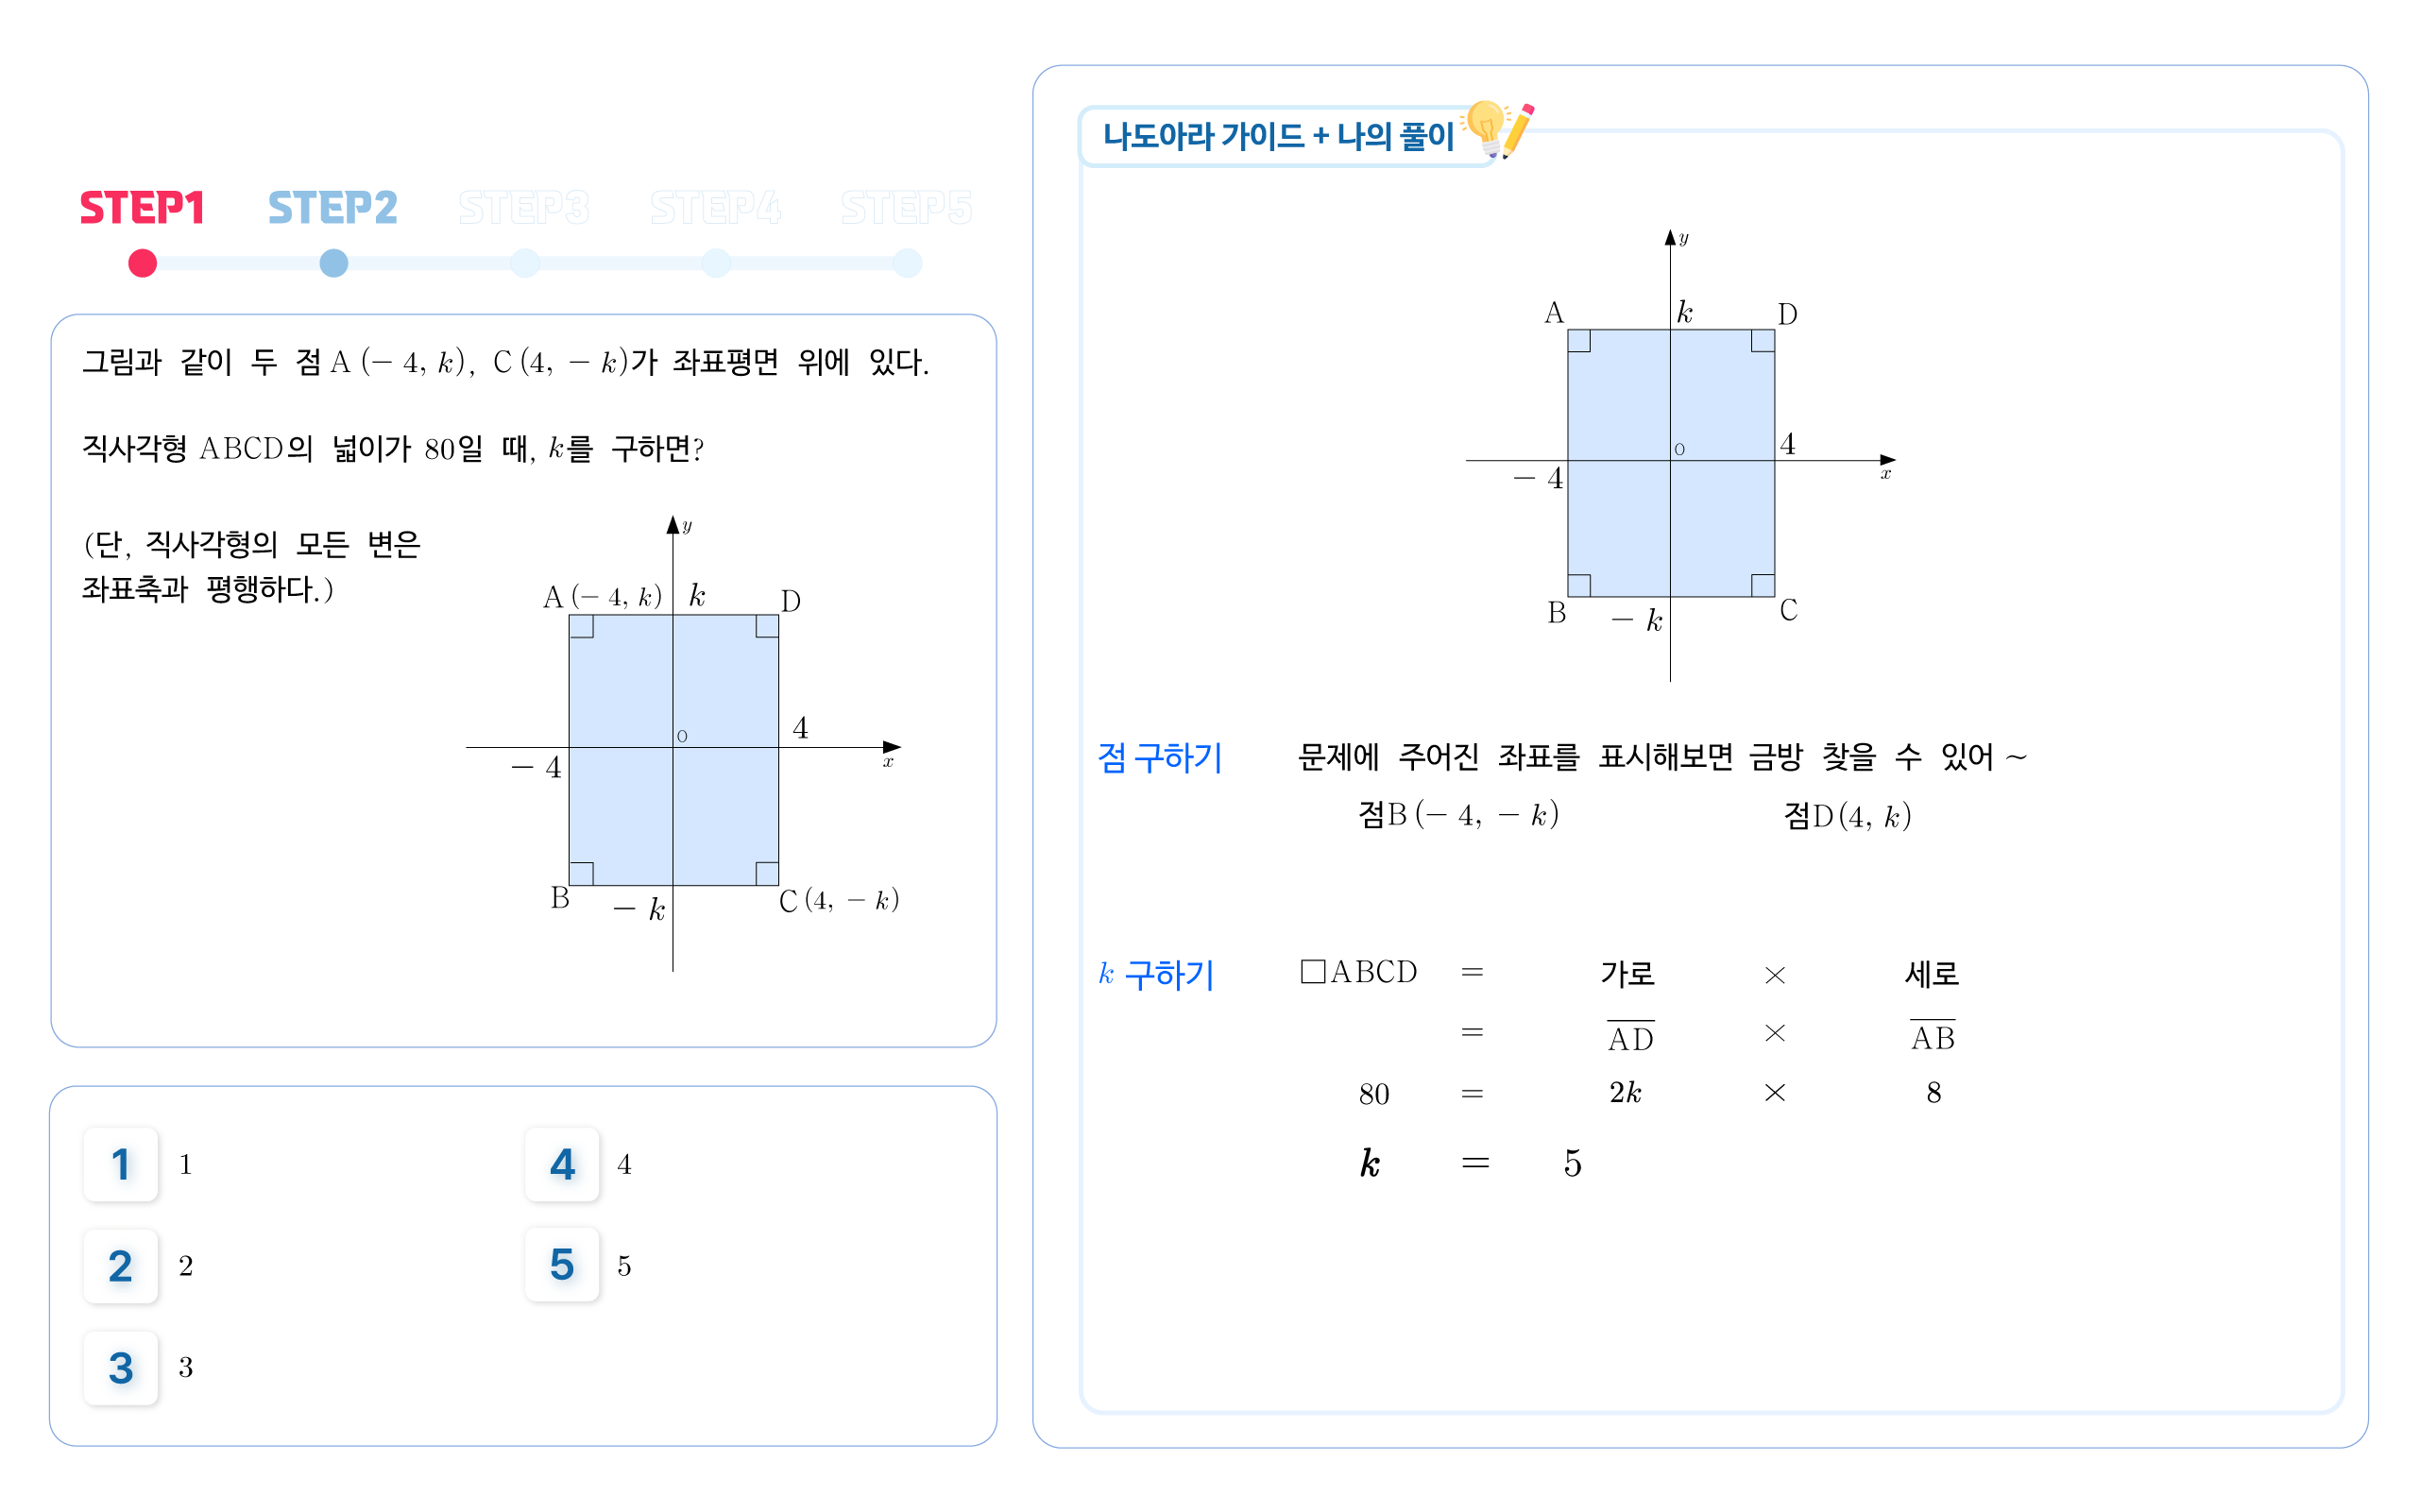 STEP1 STEP2 STEP3 STEP4 STEP5
그림과 같이 두 점 A (− 4, k), C (4, − k)가 좌표평면 위에 있다.
직사각형 ABCD의 넓이가 80일 때, k를 구하면?
(단, 직사각형의 모든 변은
좌표축과 평행하다.)
y
A (− 4, k) k D
4
O
− 4 x
B − k C (4, − k)
1 1
2 2
3 3
4 4
5 5
나도아라 가이드 + 나의 풀이
y
A k D
4
O
− 4 x
B − k C
점 구하기 문제에 주어진 좌표를 표시해보면 금방 찾을 수 있어 ~
점B (− 4, − k) 점D (4, k)
k 구하기 □ABCD = 가로 × 세로
= \overline{AD} × \overline{AB}
80 = 2k × 8
k = 5